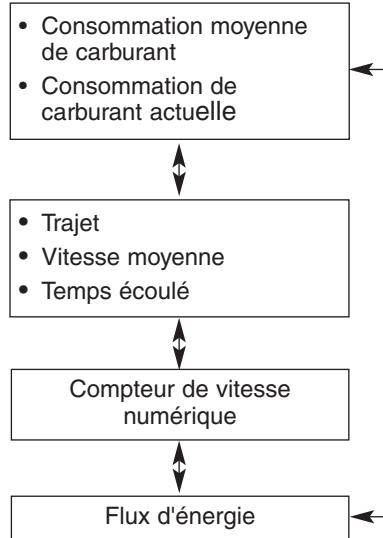 • Consommation moyenne
de carburant
• Consommation de
carburant actuelle
• Trajet
• Vitesse moyenne
• Temps écoulé
Compteur de vitesse
numérique
Flux d'énergie